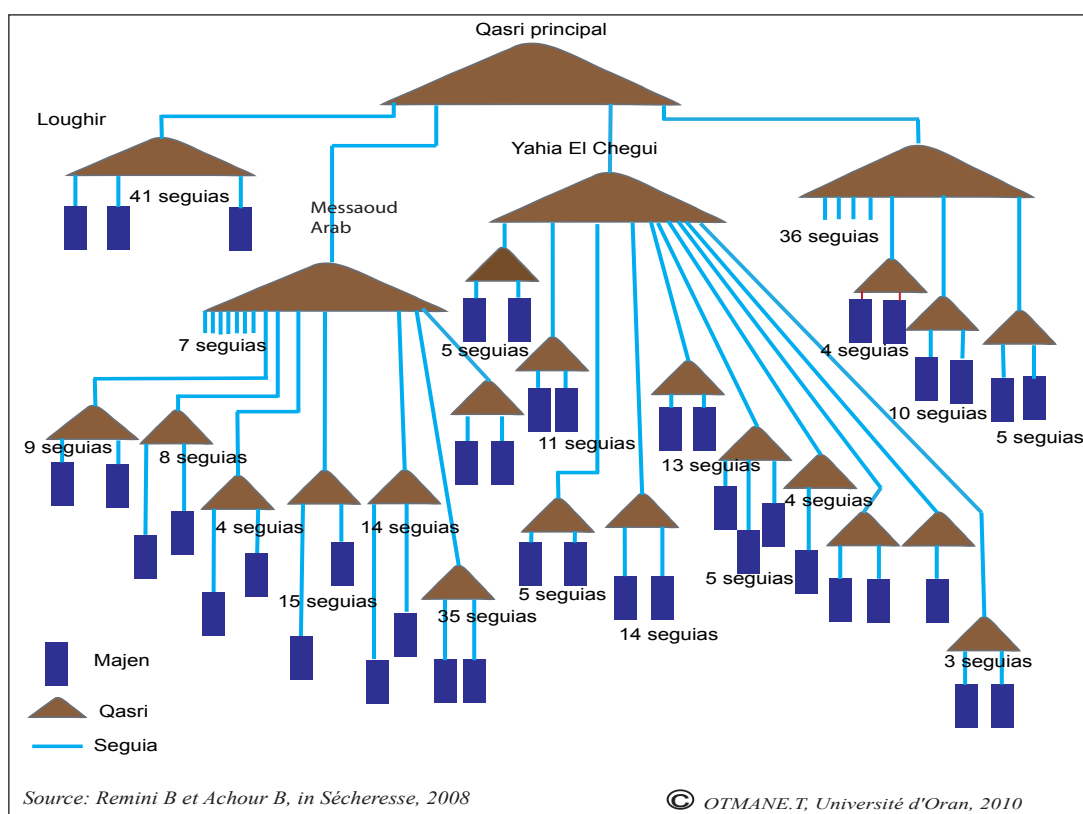 Qasri principal
Loughir
Yahia El Chegui
41 seguias
Messaoud
Arab
36 seguias
7 seguias
5 seguias
4 seguias
10 seguias
5 seguias
9 seguias
8 seguias
11 seguias
13 seguias
4 seguias
14 seguias
4 seguias
5 seguias
15 seguias
5 seguias
35 seguias
14 seguias
3 seguias
Majen
Qasri
Seguia
Source: Remini B et Achour B, in Sécheresse, 2008
© OTMANE.T, Université d'Oran, 2010